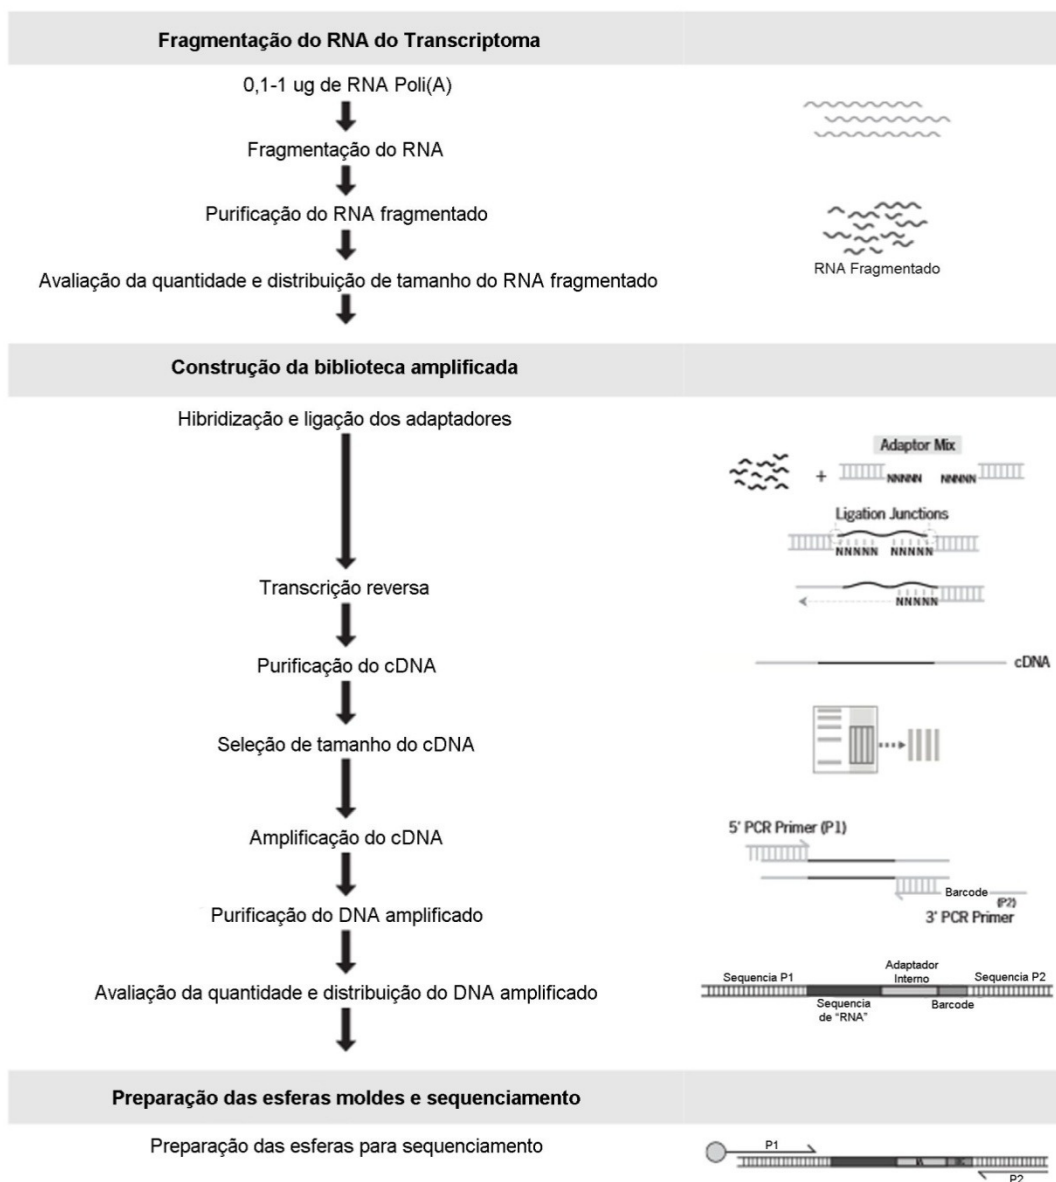 Fragmentação do RNA do Transcriptoma
0,1-1 ug de RNA Poli(A)
Fragmentação do RNA
Purificação do RNA fragmentado
Avaliação da quantidade e distribuição de tamanho do RNA fragmentado
RNA Fragmentado
Construção da biblioteca amplificada
Hibridização e ligação dos adaptadores
Adaptor Mix
+
NNNNN NNNNN
Ligation Junctions
NNNNN NNNNN
Transcrição reversa
NNNNN
Purificação do cDNA
cDNA
Seleção de tamanho do cDNA
Amplificação do cDNA
5' PCR Primer (P1)
Barcode
(P2)
3' PCR Primer
Purificação do DNA amplificado
Avaliação da quantidade e distribuição do DNA amplificado
Sequencia P1
Adaptador
Interno
Sequencia P2
Sequencia
de "RNA"
Barcode
Preparação das esferas moldes e sequenciamento
Preparação das esferas para sequenciamento
P1
P2